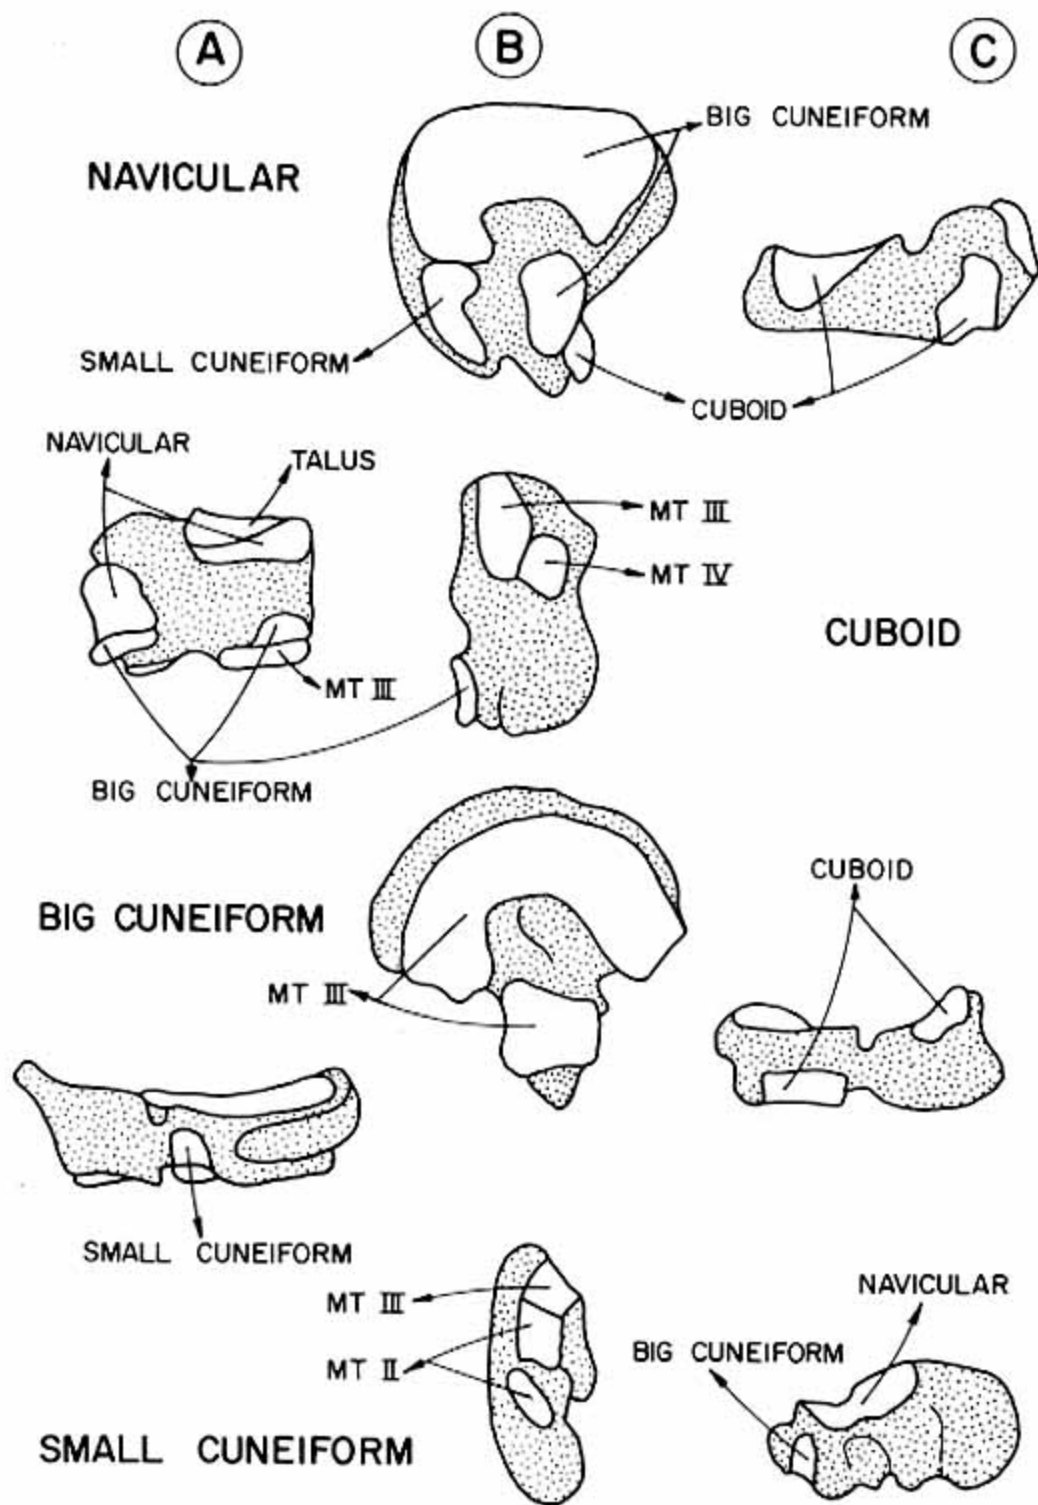 A
B
C
BIG CUNEIFORM
NAVICULAR
SMALL CUNEIFORM
CUBOID
NAVICULAR
TALUS
MT III
MT IV
CUBOID
MT III
BIG CUNEIFORM
CUBOID
BIG CUNEIFORM
MT III
SMALL CUNEIFORM
NAVICULAR
MT III
BIG CUNEIFORM
MT II
SMALL CUNEIFORM